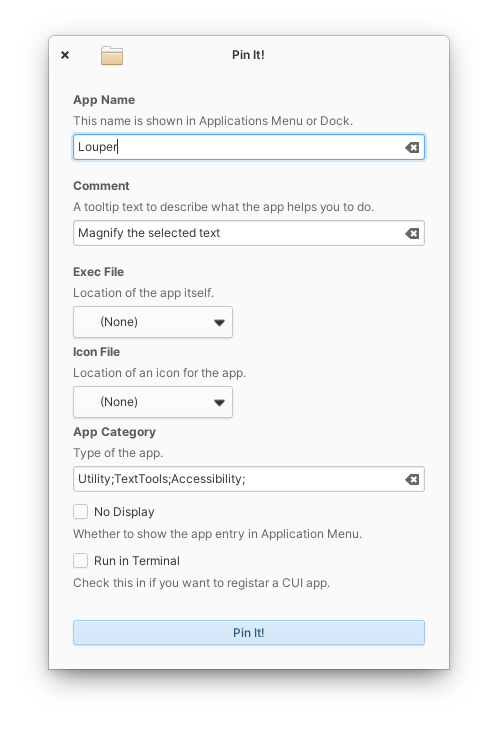 Pin It!
App Name
This name is shown in Applications Menu or Dock.
Louper
Comment
A tooltip text to describe what the app helps you to do.
Magnify the selected text
Exec File
Location of the app itself.
(None)
Icon File
Location of an icon for the app.
(None)
App Category
Type of the app.
Utility;TextTools;Accessibility;
No Display
Whether to show the app entry in Application Menu.
Run in Terminal
Check this in if you want to registar a CUI app.
Pin It!